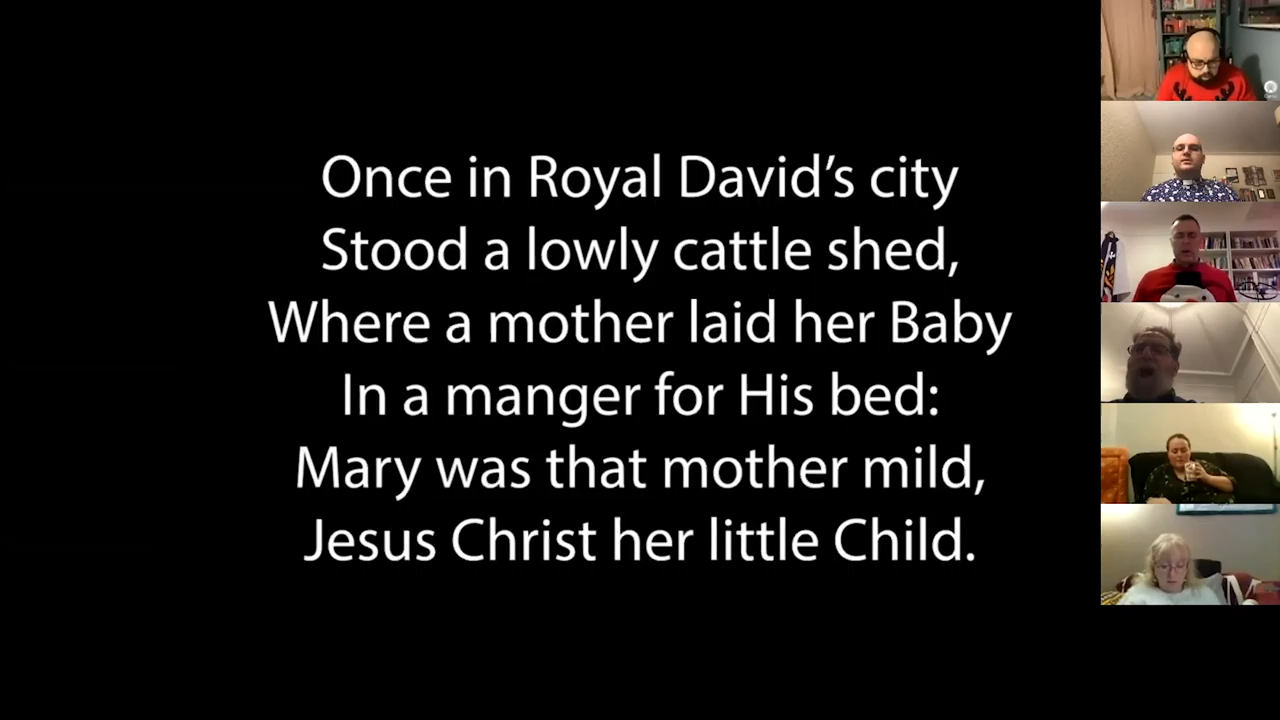 Once in Royal David’s city
Stood a lowly cattle shed,
Where a mother laid her Baby
In a manger for His bed:
Mary was that mother mild,
Jesus Christ her little Child.